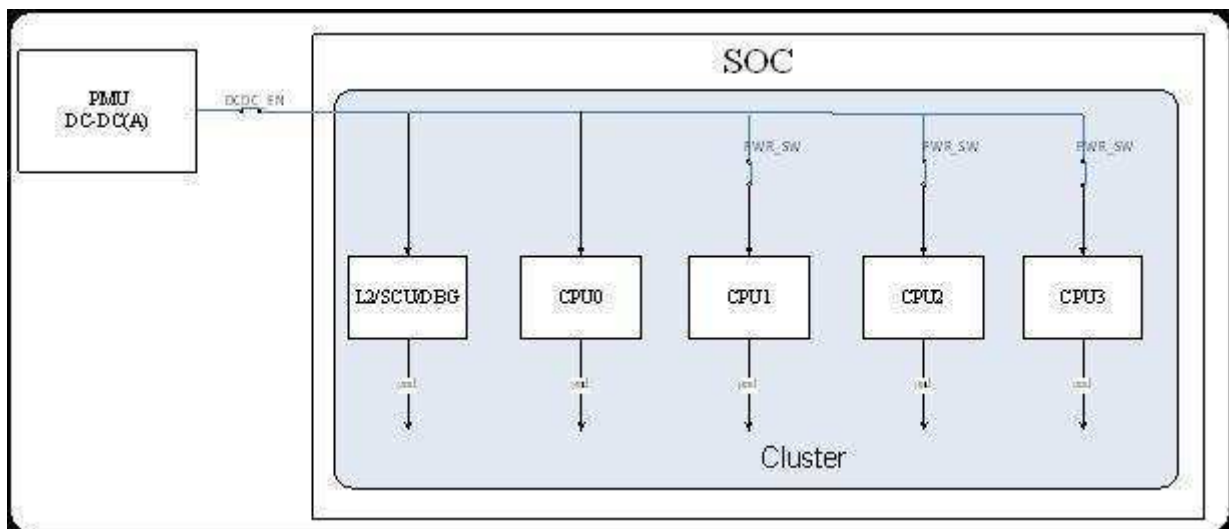 SOC
PMU
DC-DC(A)
DCDC_EN
PWR_SW
PWR_SW
PWR_SW
L2/SCU/DBG
CPU0
CPU1
CPU2
CPU3
Cluster